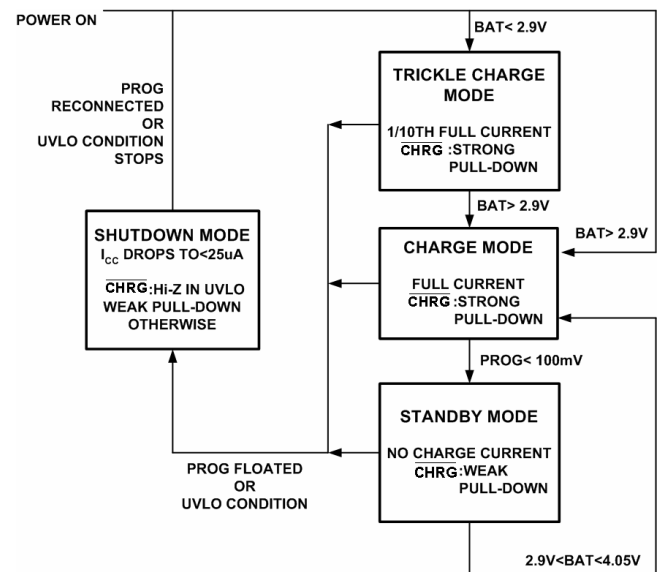 POWER ON
BAT< 2.9V
TRICKLE CHARGE
MODE
1/10TH FULL CURRENT
CHRG :STRONG
PULL-DOWN
PROG
RECONNECTED
OR
UVLO CONDITION
STOPS
BAT> 2.9V
BAT> 2.9V
SHUTDOWN MODE
ICC DROPS TO<25uA
CHRG:Hi-Z IN UVLO
WEAK PULL-DOWN
OTHERWISE
CHARGE MODE
FULL CURRENT
CHRG :STRONG
PULL-DOWN
PROG< 100mV
STANDBY MODE
NO CHARGE CURRENT
CHRG:WEAK
PULL-DOWN
PROG FLOATED
OR
UVLO CONDITION
2.9V<BAT<4.05V